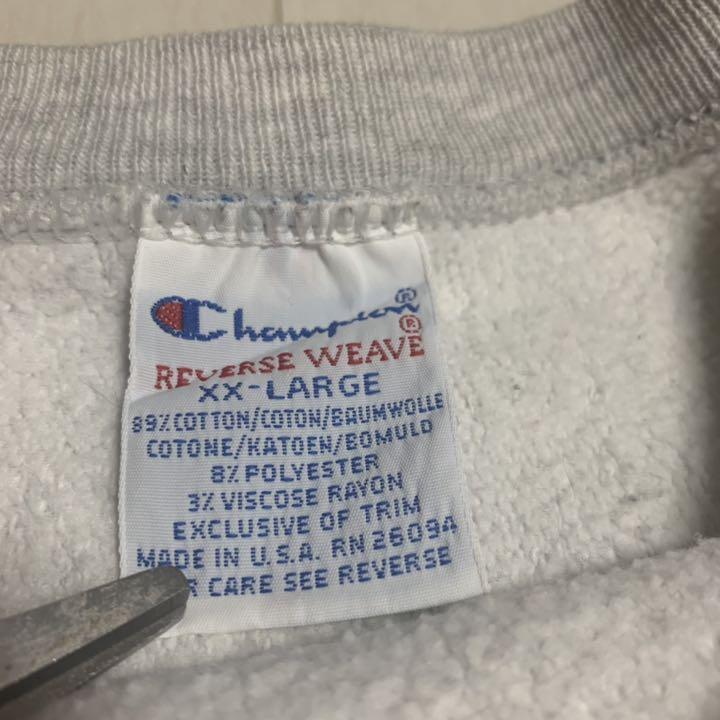 Champion®
REVERSE WEAVE®
XX-LARGE
89% COTTON/COTON/BAUMWOLLE
COTONE/KATOEN/BOMULD
8% POLYESTER
3% VISCOSE RAYON
EXCLUSIVE OF TRIM
MADE IN U.S.A. RN 26094
R CARE SEE REVERSE